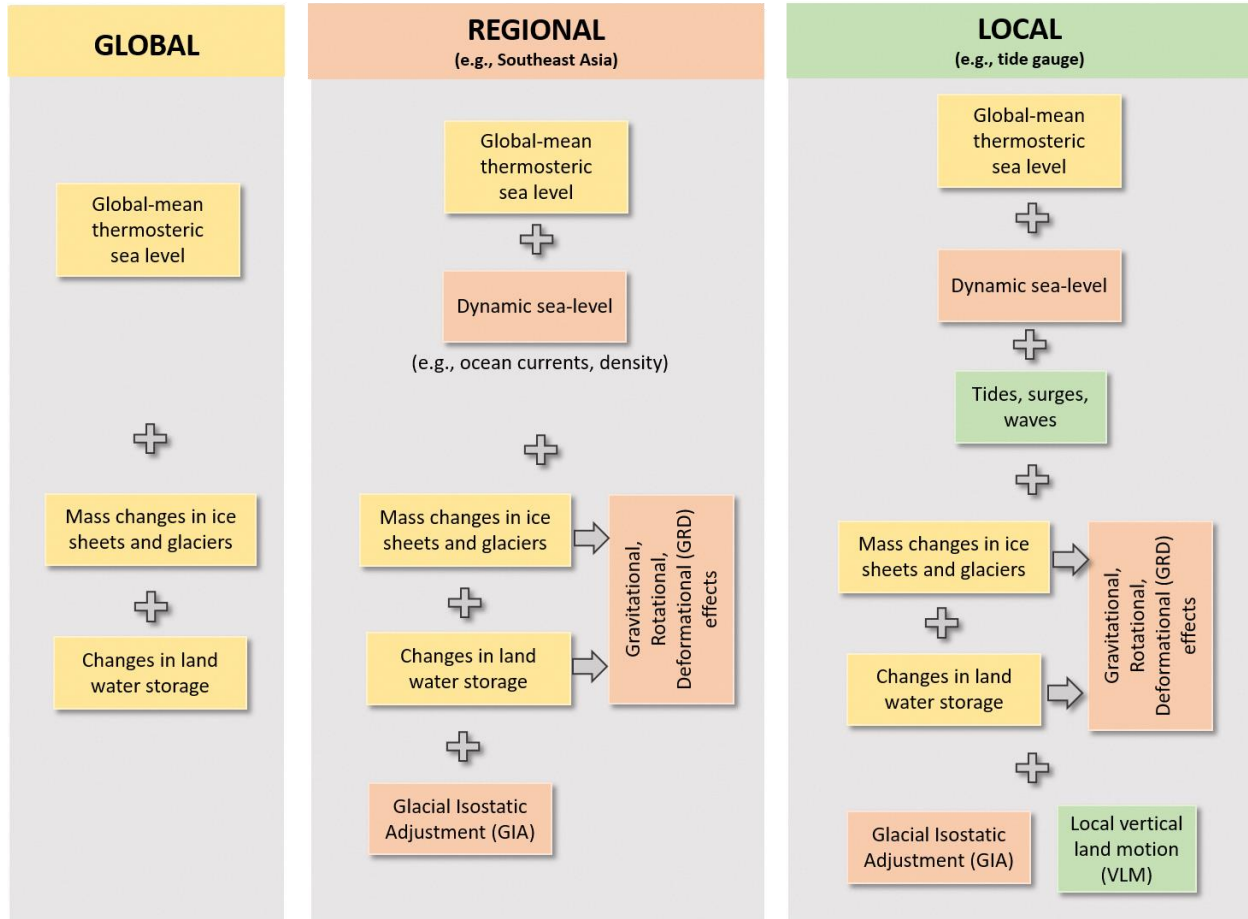 GLOBAL
Global-mean
thermosteric
sea level
Mass changes in ice
sheets and glaciers
Changes in land
water storage
REGIONAL
(e.g., Southeast Asia)
Global-mean
thermosteric
sea level
Dynamic sea-level
(e.g., ocean currents, density)
Mass changes in ice
sheets and glaciers
Changes in land
water storage
Gravitational,
Rotational,
Deformational (GRD)
effects
Glacial Isostatic
Adjustment (GIA)
LOCAL
(e.g., tide gauge)
Global-mean
thermosteric
sea level
Dynamic sea-level
Tides, surges,
waves
Mass changes in ice
sheets and glaciers
Changes in land
water storage
Gravitational,
Rotational,
Deformational (GRD)
effects
Glacial Isostatic
Adjustment (GIA)
Local vertical
land motion
(VLM)